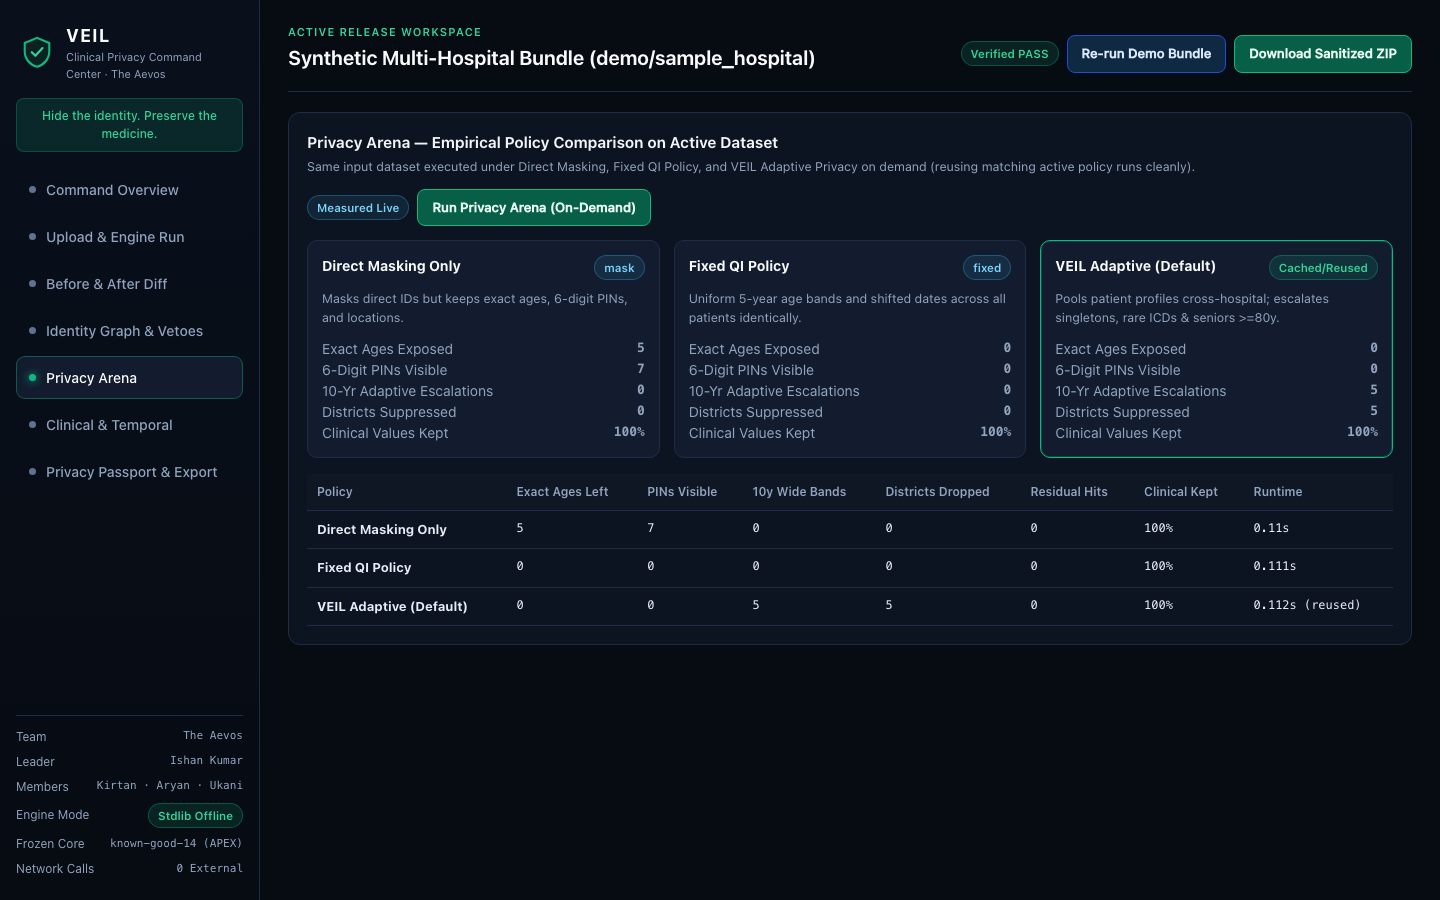 VEIL
Clinical Privacy Command
Center · The Aevos
Hide the identity. Preserve the
medicine.
Command Overview
Upload & Engine Run
Before & After Diff
Identity Graph & Vetoes
Privacy Arena
Clinical & Temporal
Privacy Passport & Export
Team The Aevos
Leader Ishan Kumar
Members Kirtan · Aryan · Ukani
Engine Mode Stdlib Offline
Frozen Core known-good-14 (APEX)
Network Calls 0 External
ACTIVE RELEASE WORKSPACE
Synthetic Multi-Hospital Bundle (demo/sample_hospital)
Verified PASS Re-run Demo Bundle Download Sanitized ZIP
Privacy Arena — Empirical Policy Comparison on Active Dataset
Same input dataset executed under Direct Masking, Fixed QI Policy, and VEIL Adaptive Privacy on demand (reusing matching active policy runs cleanly).
Measured Live Run Privacy Arena (On-Demand)
Direct Masking Only mask
Masks direct IDs but keeps exact ages, 6-digit PINs,
and locations.
Exact Ages Exposed 5
6-Digit PINs Visible 7
10-Yr Adaptive Escalations 0
Districts Suppressed 0
Clinical Values Kept 100%
Fixed QI Policy fixed
Uniform 5-year age bands and shifted dates across all
patients identically.
Exact Ages Exposed 0
6-Digit PINs Visible 0
10-Yr Adaptive Escalations 0
Districts Suppressed 0
Clinical Values Kept 100%
VEIL Adaptive (Default) Cached/Reused
Pools patient profiles cross-hospital; escalates
singletons, rare ICDs & seniors >=80y.
Exact Ages Exposed 0
6-Digit PINs Visible 0
10-Yr Adaptive Escalations 5
Districts Suppressed 5
Clinical Values Kept 100%
Policy Exact Ages Left PINs Visible 10y Wide Bands Districts Dropped Residual Hits Clinical Kept Runtime
Direct Masking Only 5 7 0 0 0 100% 0.11s
Fixed QI Policy 0 0 0 0 0 100% 0.111s
VEIL Adaptive (Default) 0 0 5 5 0 100% 0.112s (reused)